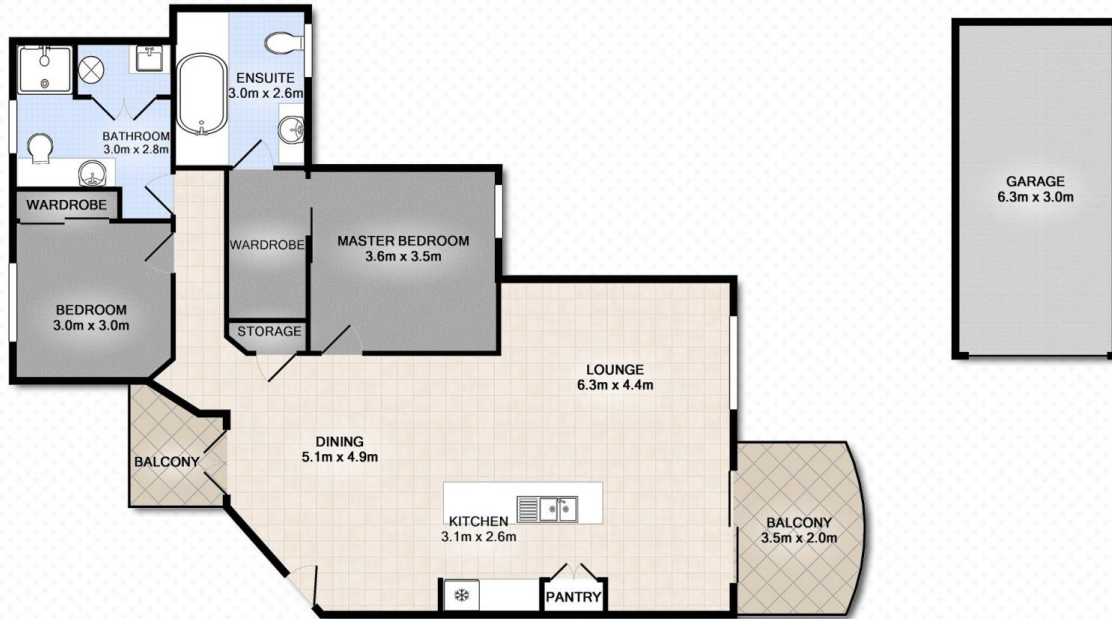 ENSUITE
3.0m x 2.6m
BATHROOM
3.0m x 2.8m
WARDROBE
WARDROBE
MASTER BEDROOM
3.6m x 3.5m
BEDROOM
3.0m x 3.0m
STORAGE
LOUNGE
6.3m x 4.4m
DINING
5.1m x 4.9m
BALCONY
KITCHEN
3.1m x 2.6m
PANTRY
BALCONY
3.5m x 2.0m
GARAGE
6.3m x 3.0m